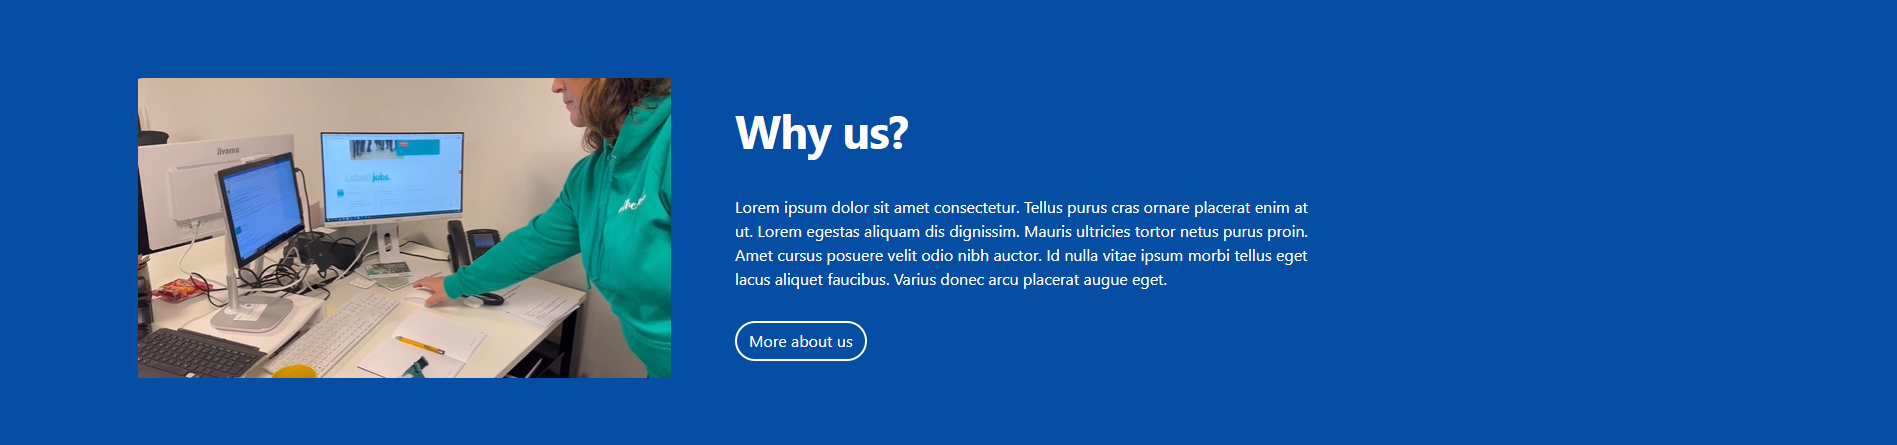 iiyama
Latest jobs.
Why us?
Lorem ipsum dolor sit amet consectetur. Tellus purus cras ornare placerat enim at
ut. Lorem egestas aliquam dis dignissim. Mauris ultricies tortor netus purus proin.
Amet cursus posuere velit odio nibh auctor. Id nulla vitae ipsum morbi tellus eget
lacus aliquet faucibus. Varius donec arcu placerat augue eget.
More about us